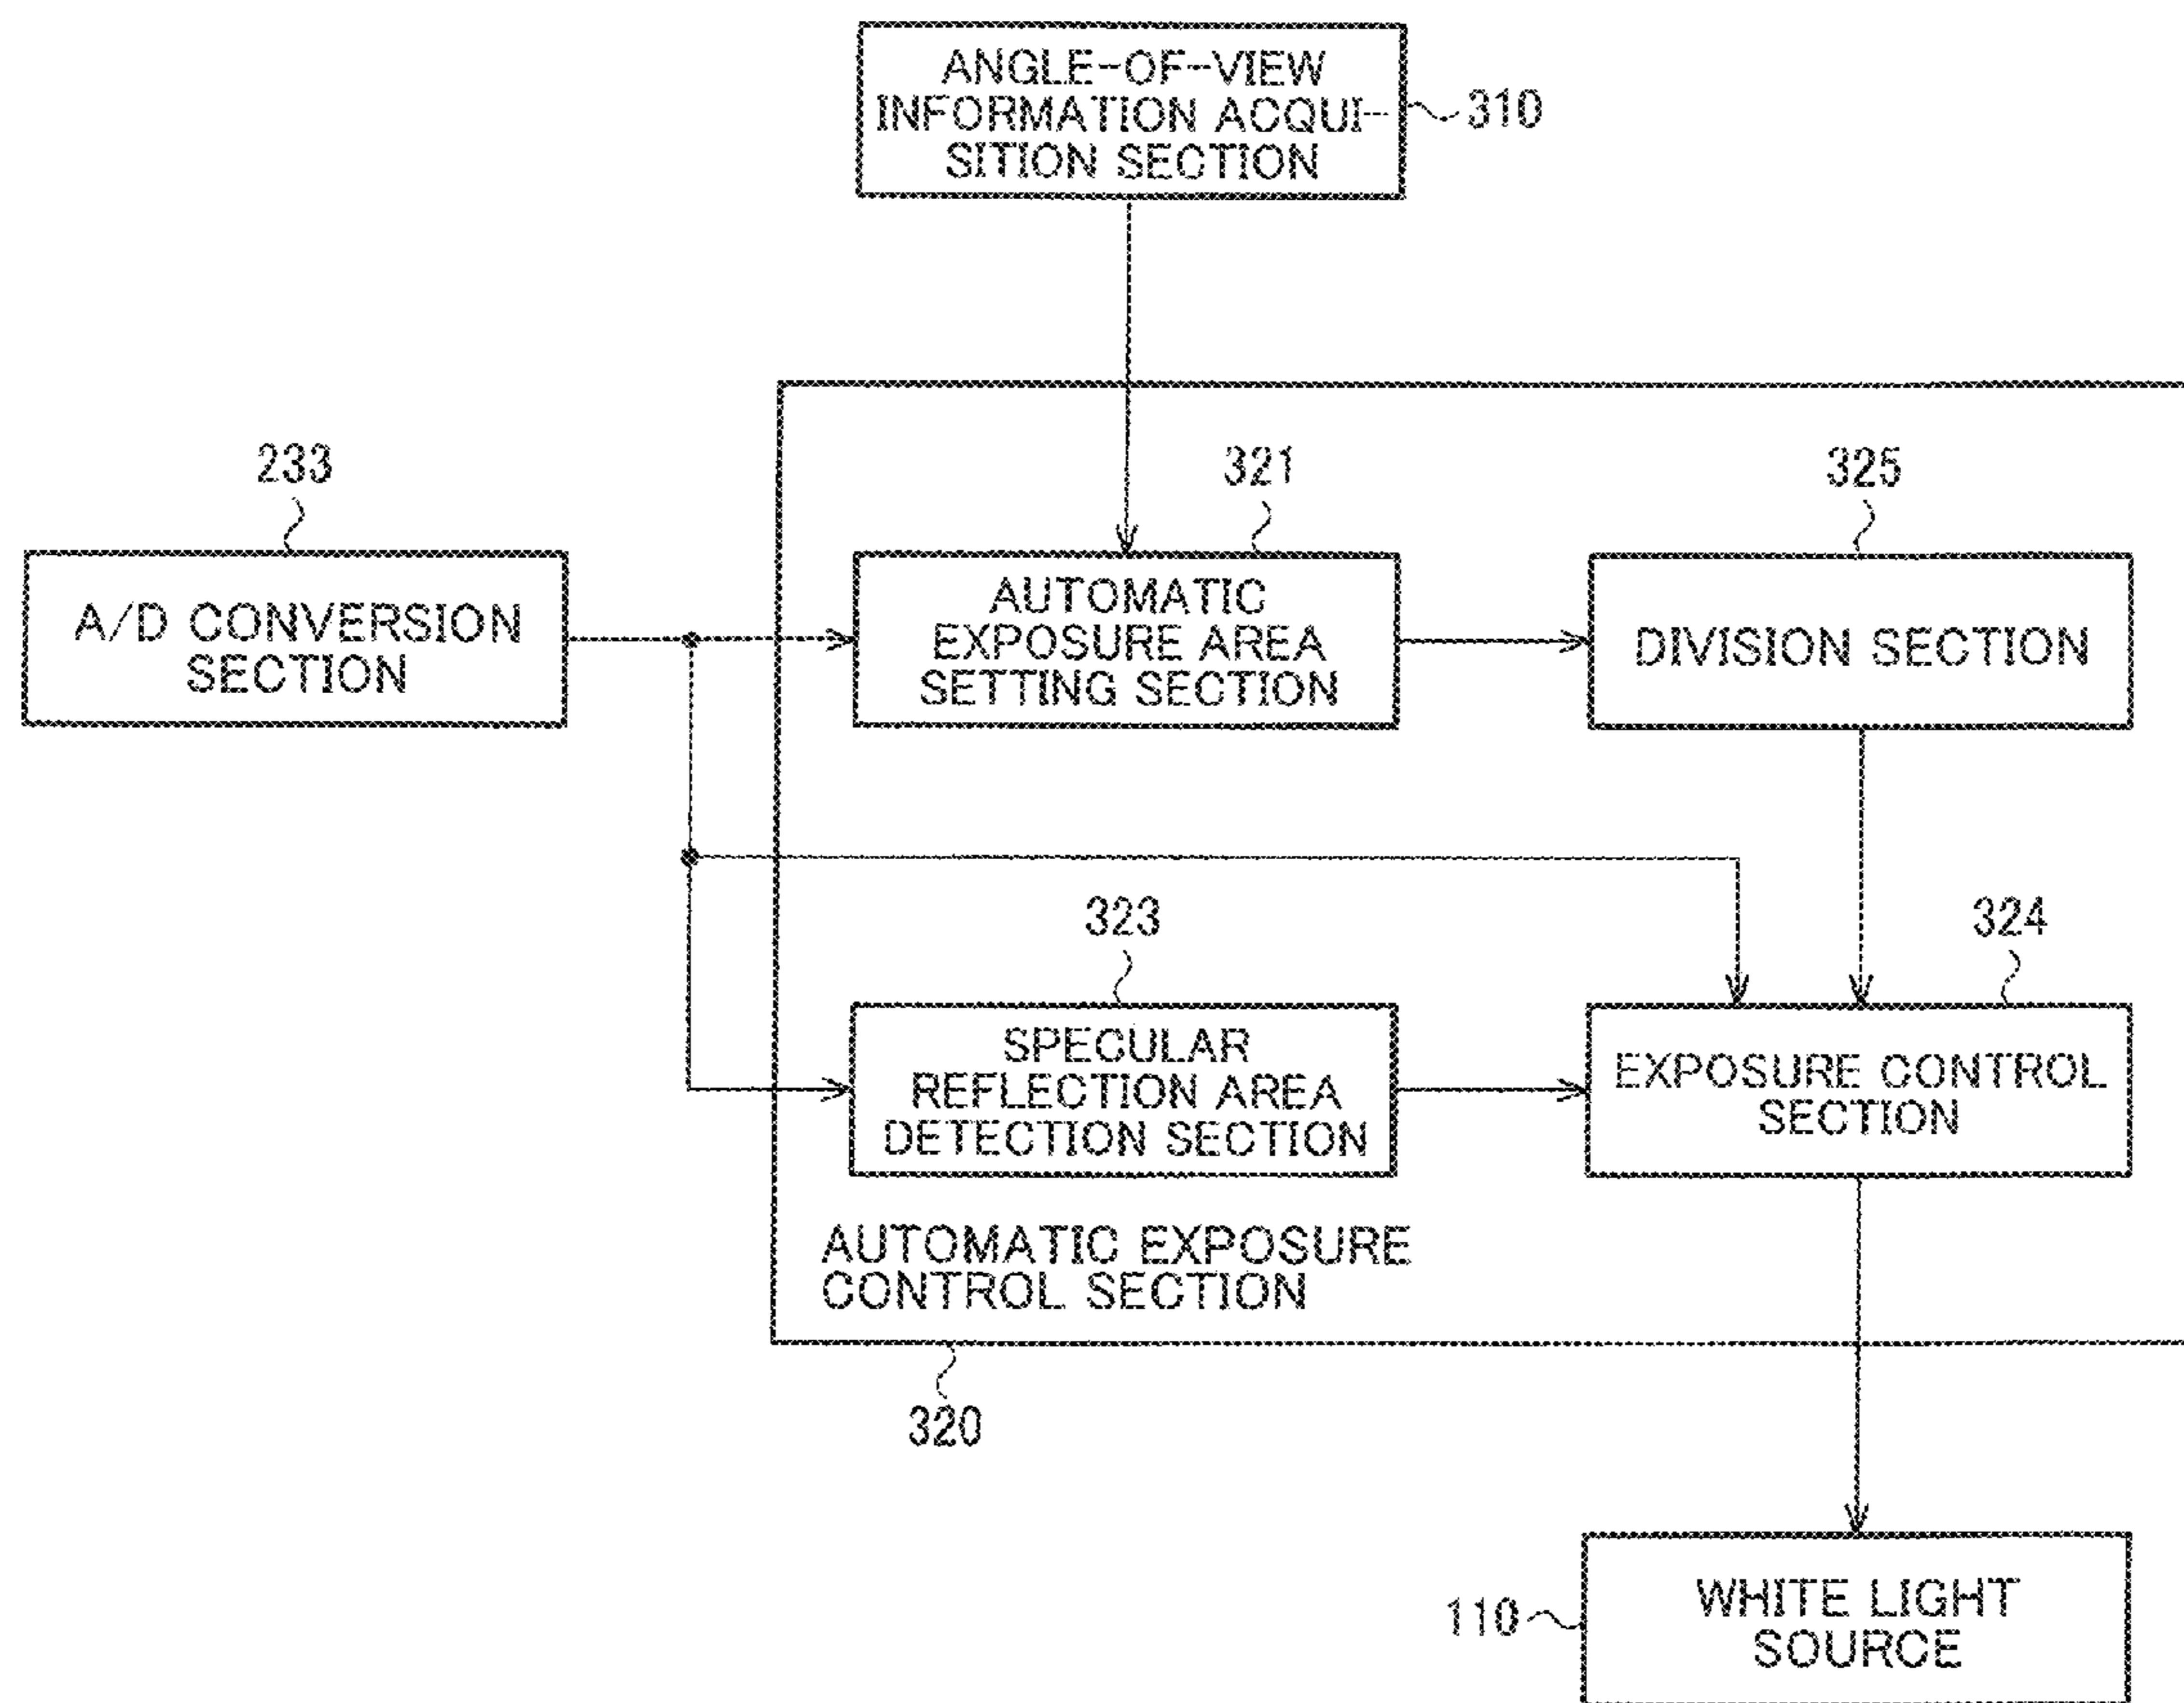 ANGLE-OF-VIEW
INFORMATION ACQUI-
SITION SECTION
310
233
321
325
A/D CONVERSION
SECTION
AUTOMATIC
EXPOSURE AREA
SETTING SECTION
DIVISION SECTION
323
324
SPECULAR
REFLECTION AREA
DETECTION SECTION
EXPOSURE CONTROL
SECTION
AUTOMATIC EXPOSURE
CONTROL SECTION
320
110
WHITE LIGHT
SOURCE